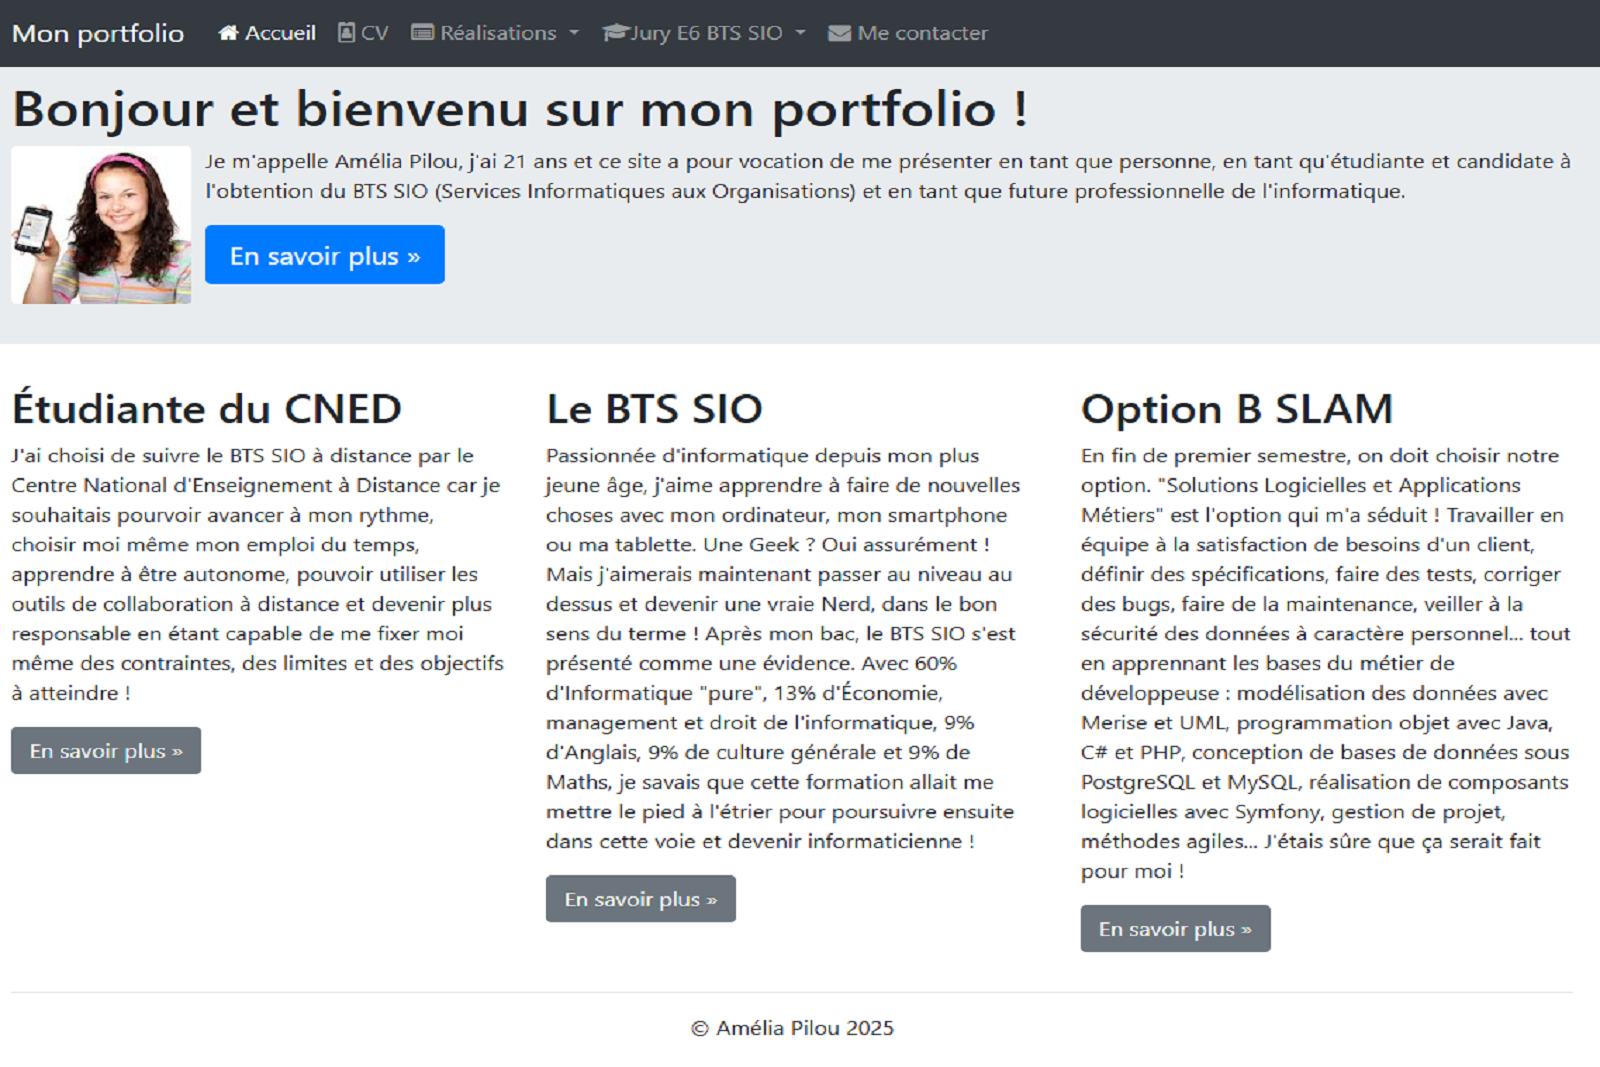 Mon portfolio Accueil CV Réalisations Jury E6 BTS SIO Me contacter
Bonjour et bienvenu sur mon portfolio !
Je m'appelle Amélia Pilou, j'ai 21 ans et ce site a pour vocation de me présenter en tant que personne, en tant qu'étudiante et candidate à
l'obtention du BTS SIO (Services Informatiques aux Organisations) et en tant que future professionnelle de l'informatique.
En savoir plus »
Étudiante du CNED
J'ai choisi de suivre le BTS SIO à distance par le
Centre National d'Enseignement à Distance car je
souhaitais pourvoir avancer à mon rythme,
choisir moi même mon emploi du temps,
apprendre à être autonome, pouvoir utiliser les
outils de collaboration à distance et devenir plus
responsable en étant capable de me fixer moi
même des contraintes, des limites et des objectifs
à atteindre !
En savoir plus »
Le BTS SIO
Passionnée d'informatique depuis mon plus
jeune âge, j'aime apprendre à faire de nouvelles
choses avec mon ordinateur, mon smartphone
ou ma tablette. Une Geek ? Oui assurément !
Mais j'aimerais maintenant passer au niveau au
dessus et devenir une vraie Nerd, dans le bon
sens du terme ! Après mon bac, le BTS SIO s'est
présenté comme une évidence. Avec 60%
d'Informatique "pure", 13% d'Économie,
management et droit de l'informatique, 9%
d'Anglais, 9% de culture générale et 9% de
Maths, je savais que cette formation allait me
mettre le pied à l'étrier pour poursuivre ensuite
dans cette voie et devenir informaticienne !
En savoir plus »
Option B SLAM
En fin de premier semestre, on doit choisir notre
option. "Solutions Logicielles et Applications
Métiers" est l'option qui m'a séduit ! Travailler en
équipe à la satisfaction de besoins d'un client,
définir des spécifications, faire des tests, corriger
des bugs, faire de la maintenance, veiller à la
sécurité des données à caractère personnel... tout
en apprennant les bases du métier de
développeuse : modélisation des données avec
Merise et UML, programmation objet avec Java,
C# et PHP, conception de bases de données sous
PostgreSQL et MySQL, réalisation de composants
logicielles avec Symfony, gestion de projet,
méthodes agiles... J'étais sûre que ça serait fait
pour moi !
En savoir plus »
© Amélia Pilou 2025